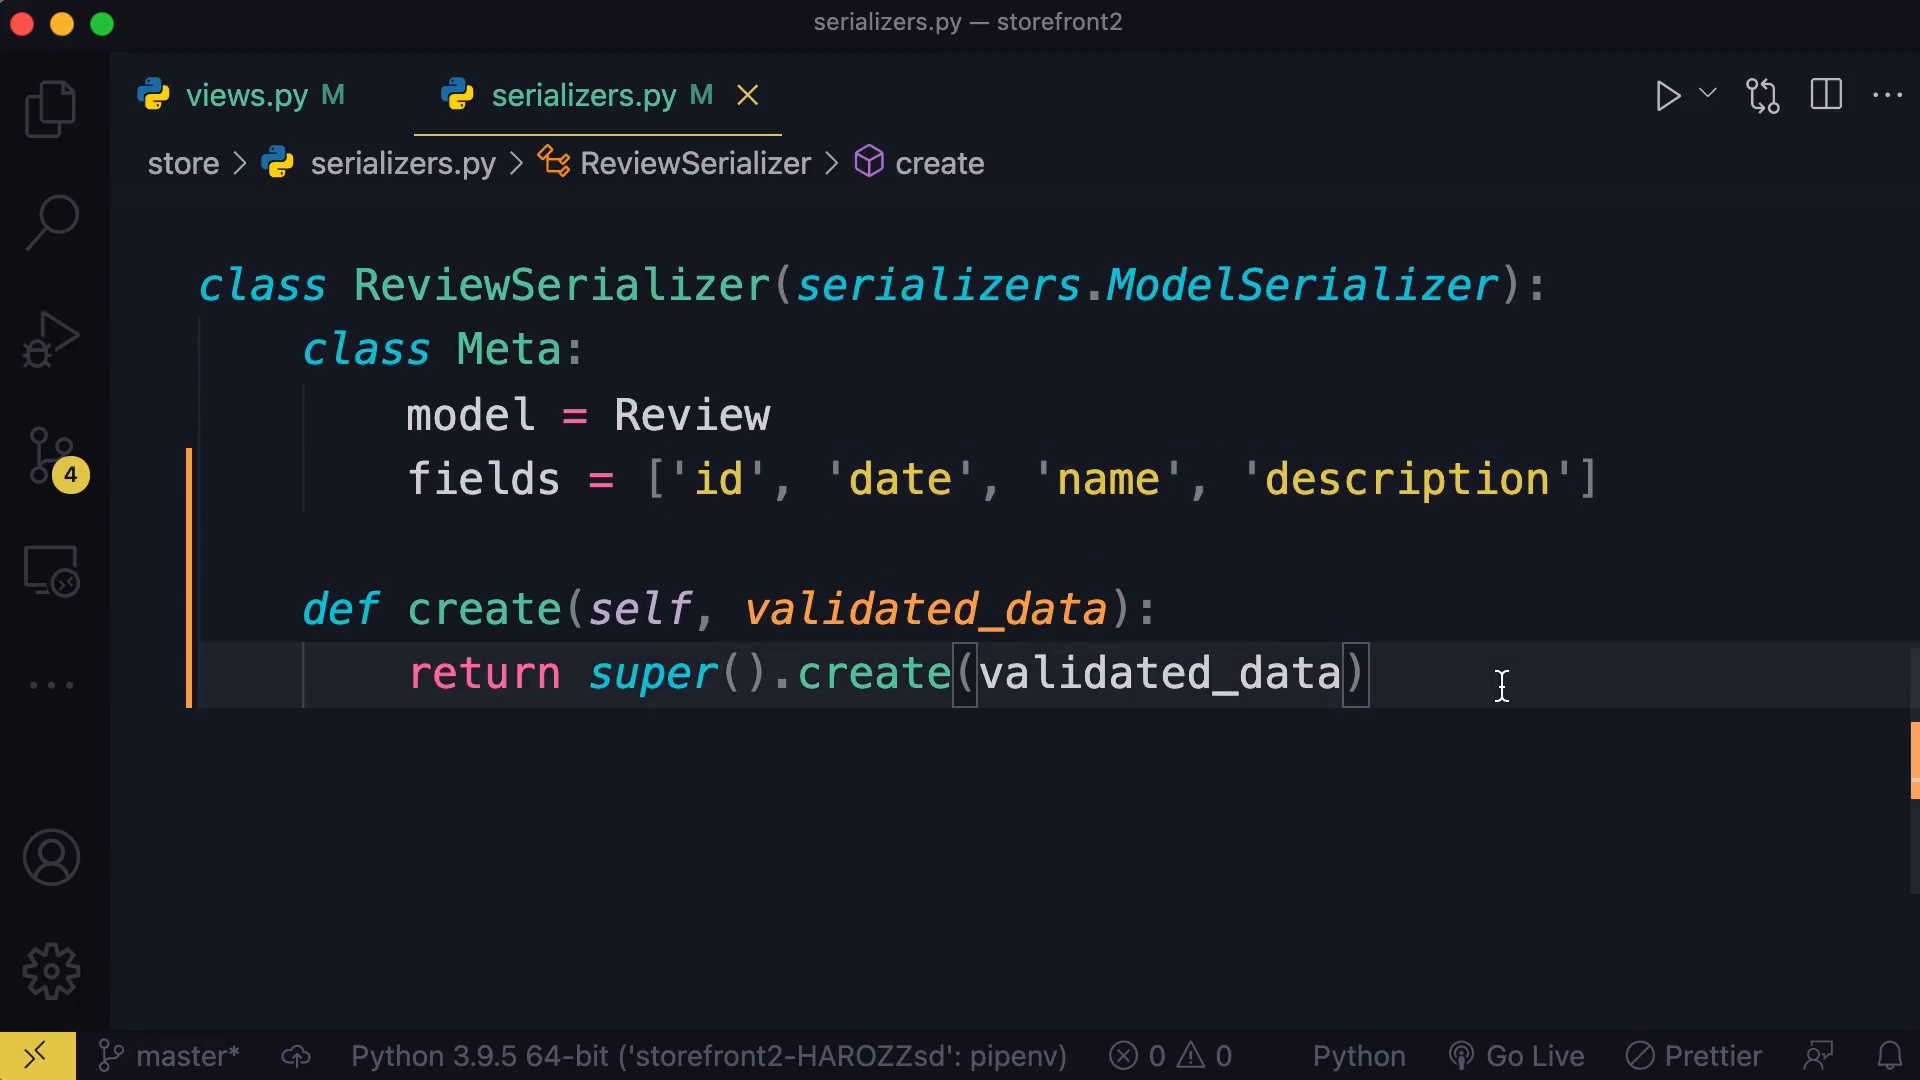 serializers.py — storefront2
views.py M serializers.py M
store > serializers.py > ReviewSerializer > create
class ReviewSerializer(serializers.ModelSerializer):
class Meta:
model = Review
fields = ['id', 'date', 'name', 'description']
4
def create(self, validated_data):
return super().create(validated_data)
master* Python 3.9.5 64-bit ('storefront2-HAROZZsd': pipenv) 0 0 Python Go Live Prettier